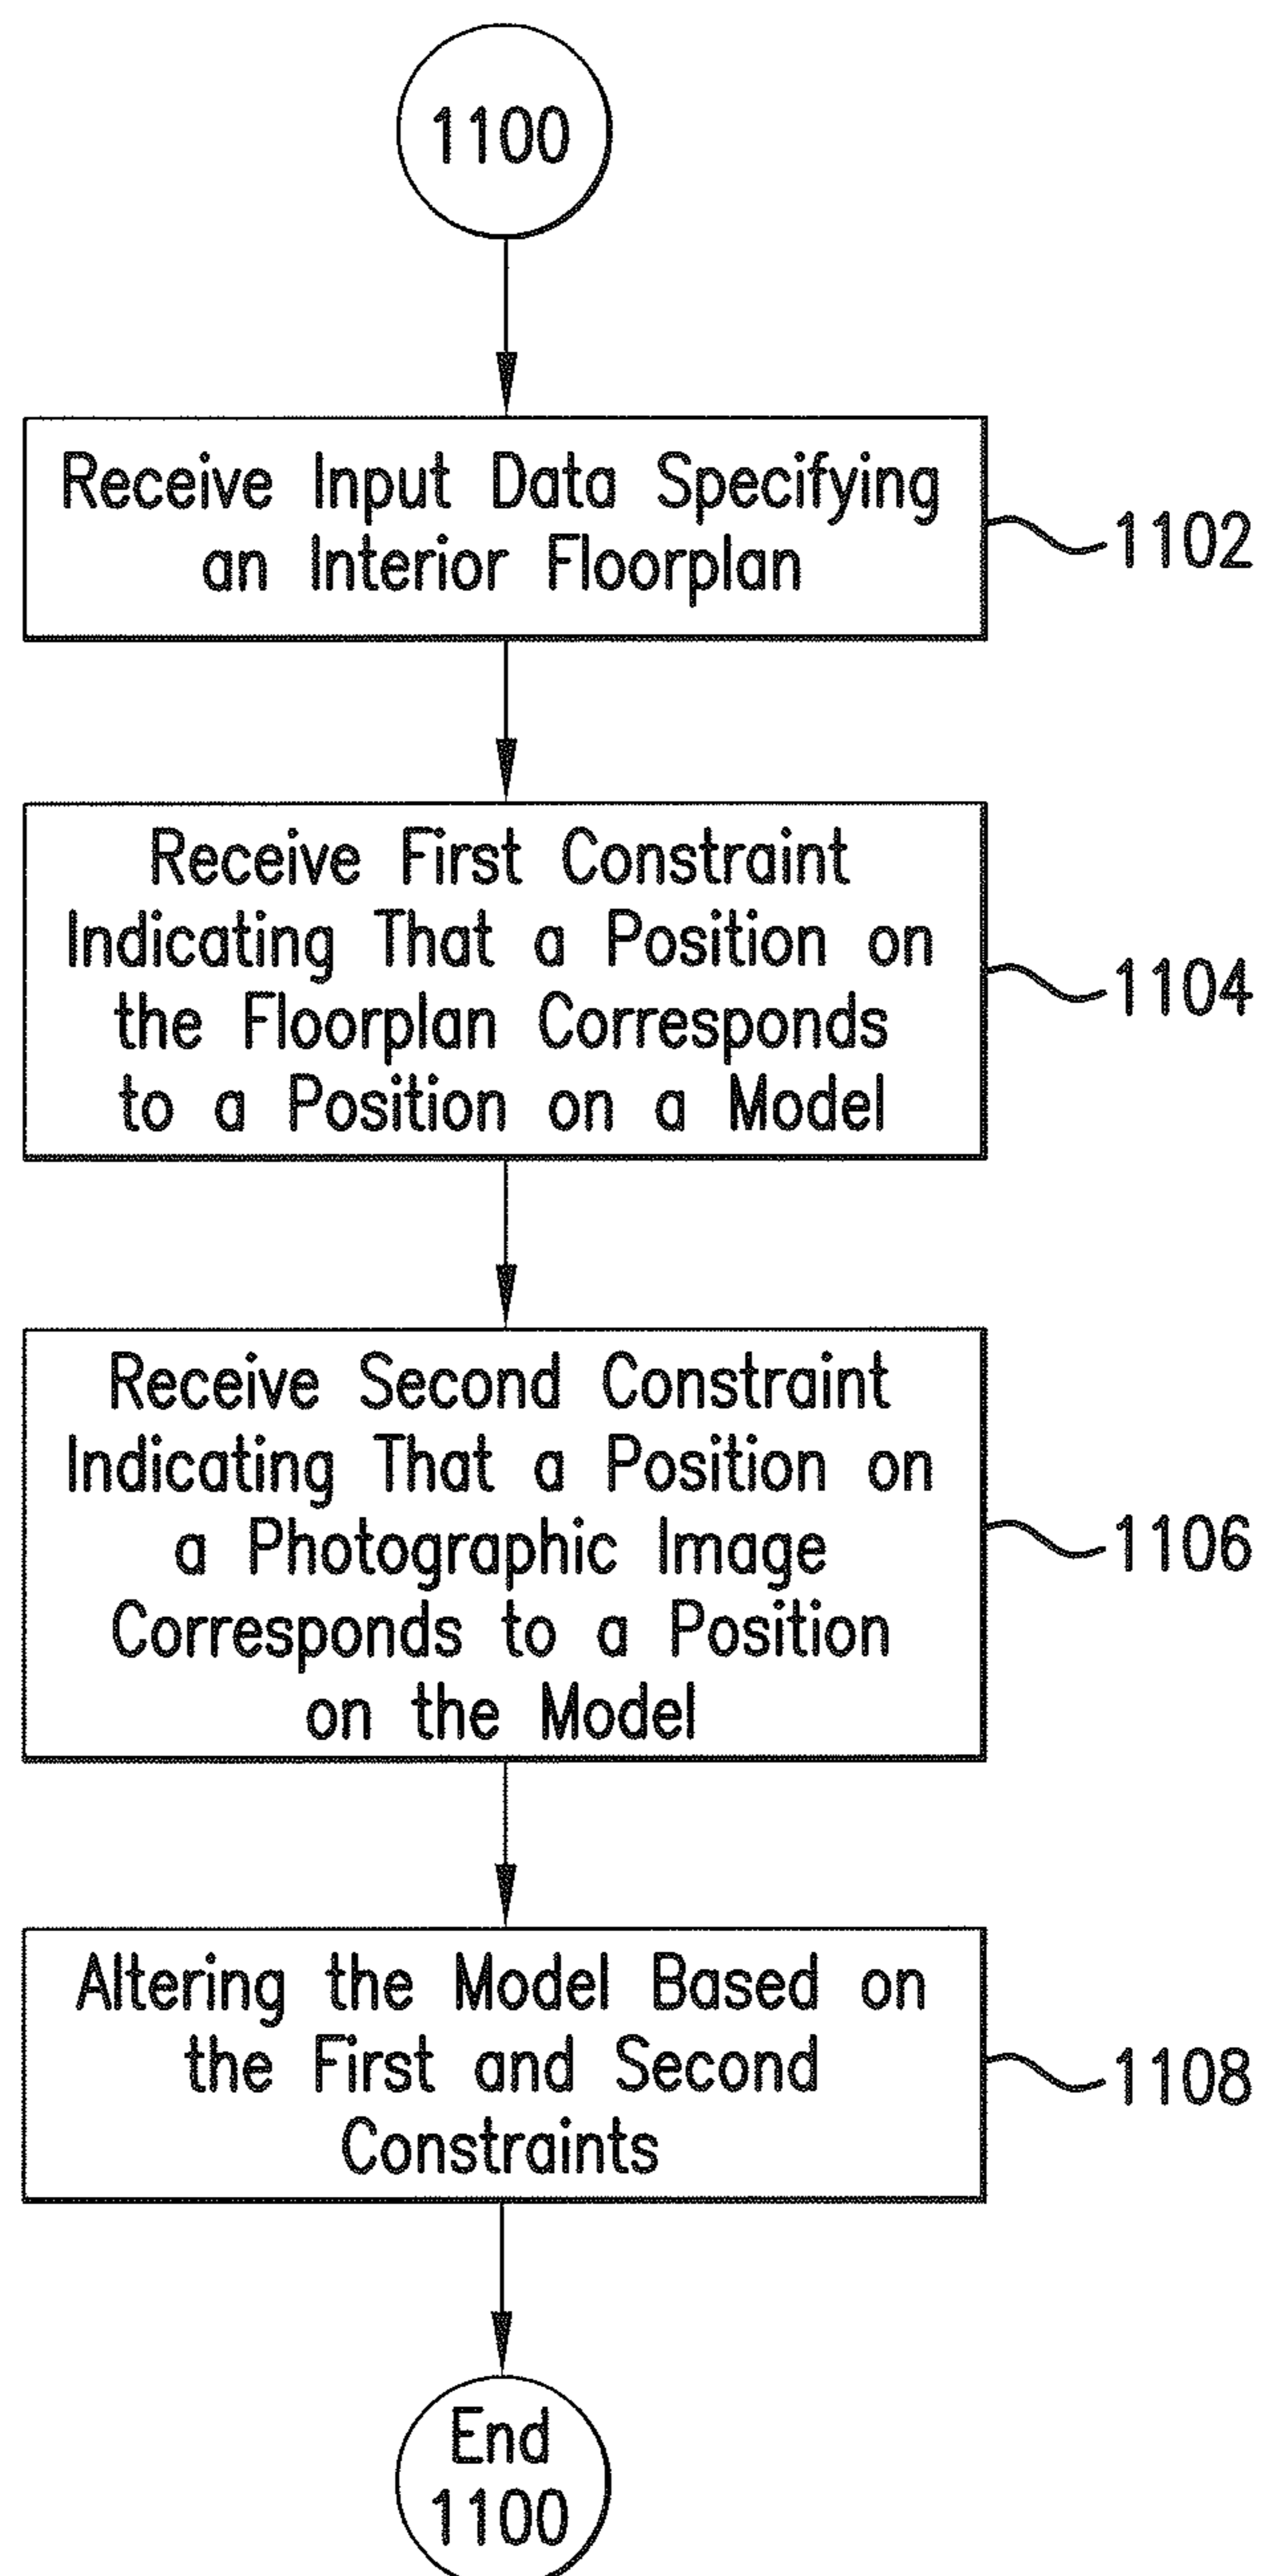 1100
Receive Input Data Specifying
an Interior Floorplan
1102
Receive First Constraint
Indicating That a Position on
the Floorplan Corresponds
to a Position on a Model
1104
Receive Second Constraint
Indicating That a Position on
a Photographic Image
Corresponds to a Position
on the Model
1106
Altering the Model Based on
the First and Second
Constraints
1108
End
1100